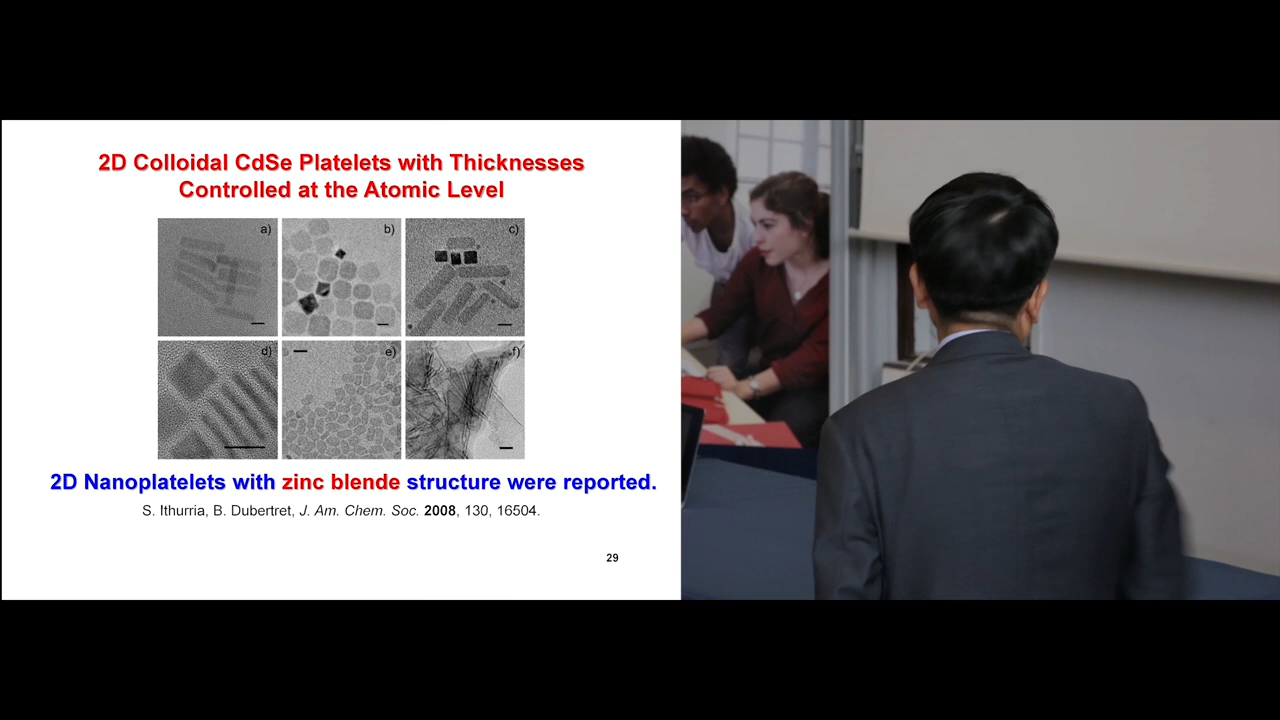 2D Colloidal CdSe Platelets with Thicknesses
Controlled at the Atomic Level
a)
b)
c)
d)
e)
f)
2D Nanoplatelets with zinc blende structure were reported.
S. Ithurria, B. Dubertret, J. Am. Chem. Soc. 2008, 130, 16504.
29